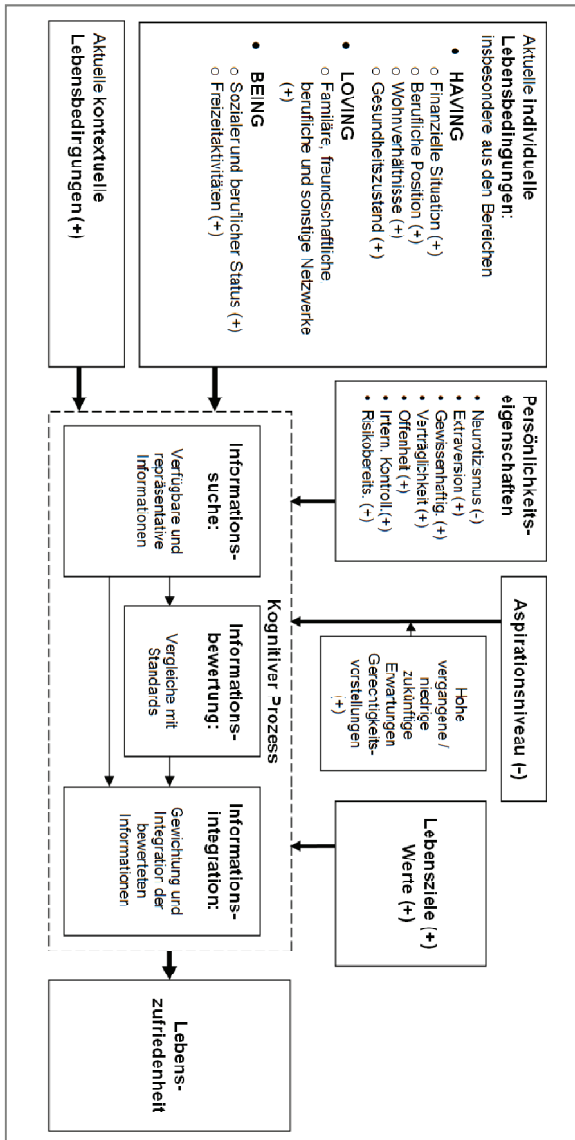 Aktuelle individuelle
Lebensbedingungen:
insbesondere aus den Bereichen
• HAVING
○ Finanzielle Situation (+)
○ Berufliche Position (+)
○ Wohnverhältnisse (+)
○ Gesundheitszustand (+)
• LOVING
○ Familiäre, freundschaftliche
berufliche und sonstige Netzwerke
(+)
• BEING
○ Sozialer und beruflicher Status (+)
○ Freizeitaktivitäten (+)
Aktuelle kontextuelle
Lebensbedingungen (+)
Persönlichkeits-
eigenschaften
• Neurotizismus (-)
• Extraversion (+)
• Gewissenhaftig. (+)
• Verträglichkeit (+)
• Offenheit (+)
• Intern. Kontroll.(+)
• Risikobereits. (+)
Aspirationsniveau (-)
Hohe
vergangene /
niedrige
zukünftige
Erwartungen
Gerechtigkeits-
vorstellungen
(+)
Lebensziele (+)
Werte (+)
Kognitiver Prozess
Informations-
suche:
Verfügbare und
repräsentative
Informationen
Informations-
bewertung:
Vergleiche mit
Standards
Informations-
integration:
Gewichtung und
Integration der
bewerteten
Informationen
Lebens-
zufriedenheit